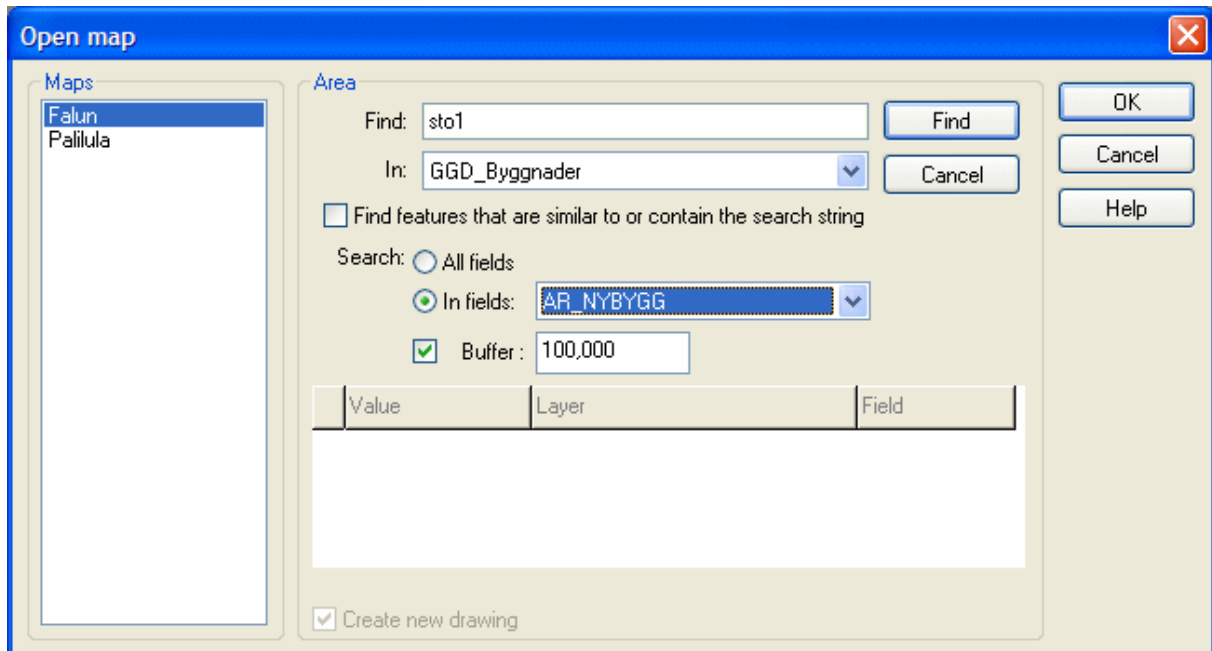 Open map
Maps
Falun
Palilula
Area
Find: sto1 Find
In: GGD_Byggnader Cancel
Find features that are similar to or contain the search string
Search: All fields
In fields: AR_NYBYGG
Buffer : 100,000
Value Layer Field
Create new drawing
OK
Cancel
Help